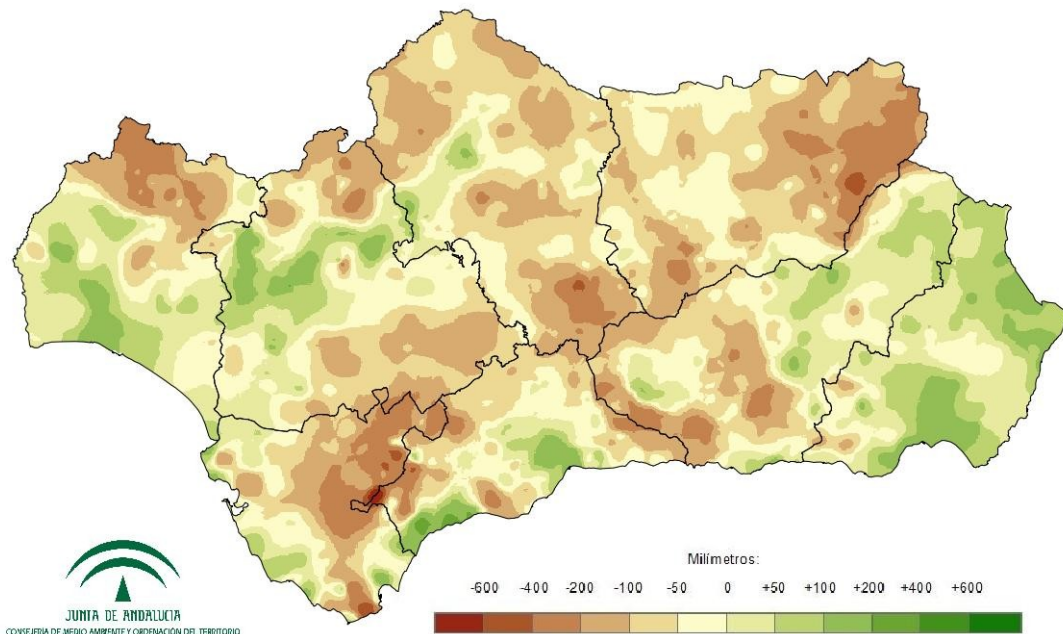 Milímetros:
-600 -400 -200 -100 -50 0 +50 +100 +200 +400 +600
JUNTA DE ANDALUCIA
CONSEJERÍA DE MEDIO AMBIENTE Y ORDENACIÓN DEL TERRITORIO